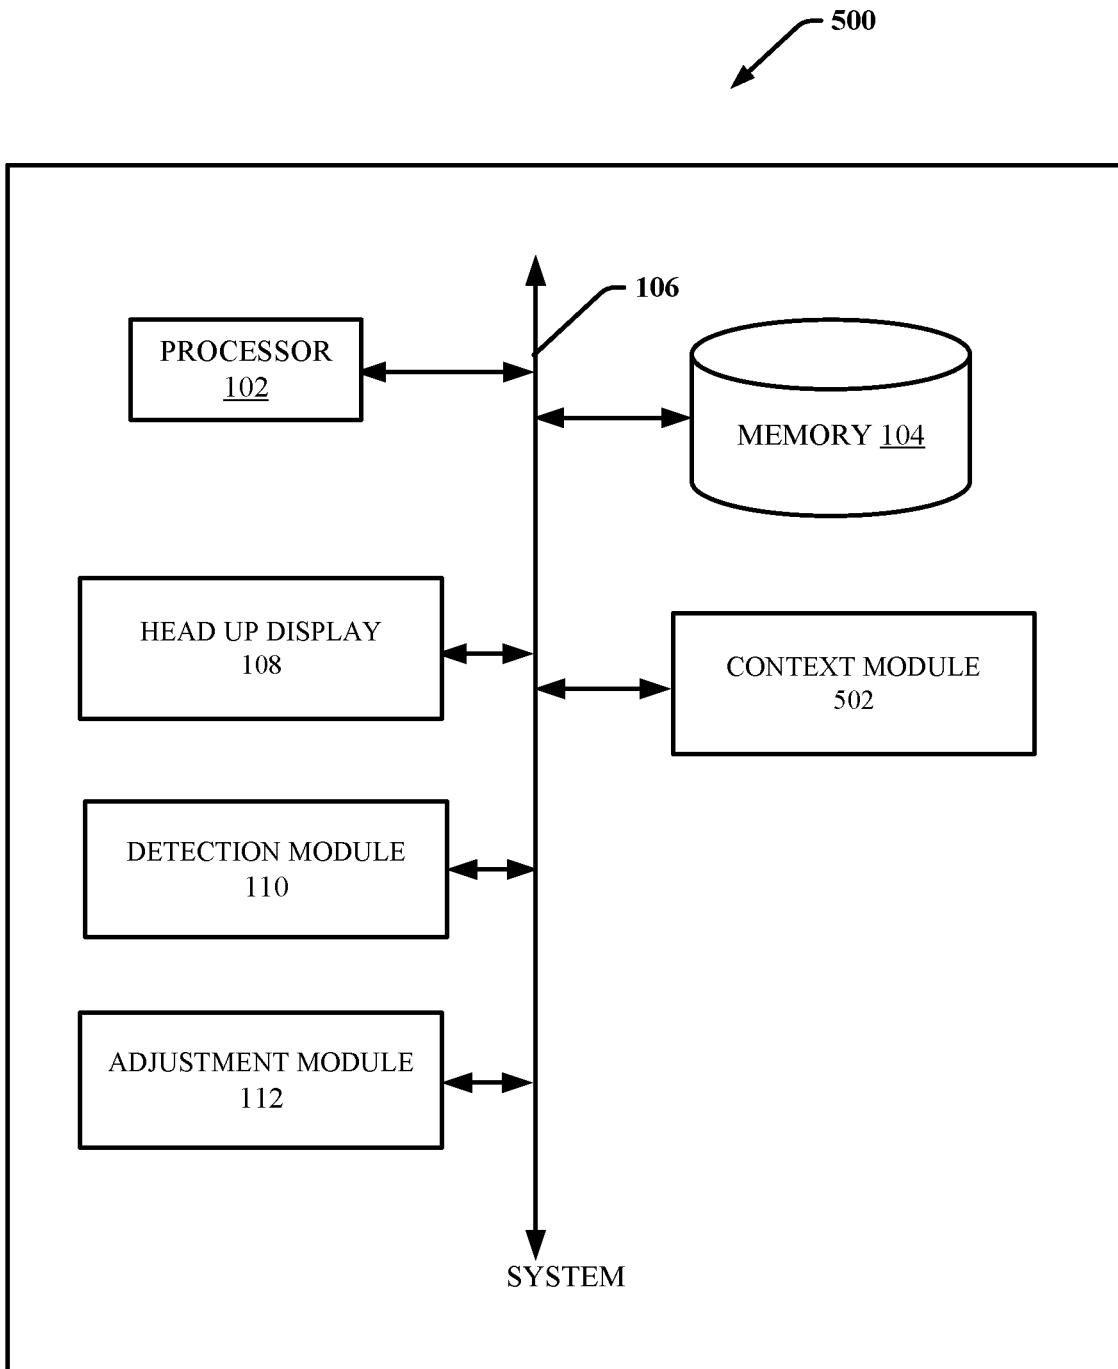 500
106
PROCESSOR
102
MEMORY 104
HEAD UP DISPLAY
108
CONTEXT MODULE
502
DETECTION MODULE
110
ADJUSTMENT MODULE
112
SYSTEM